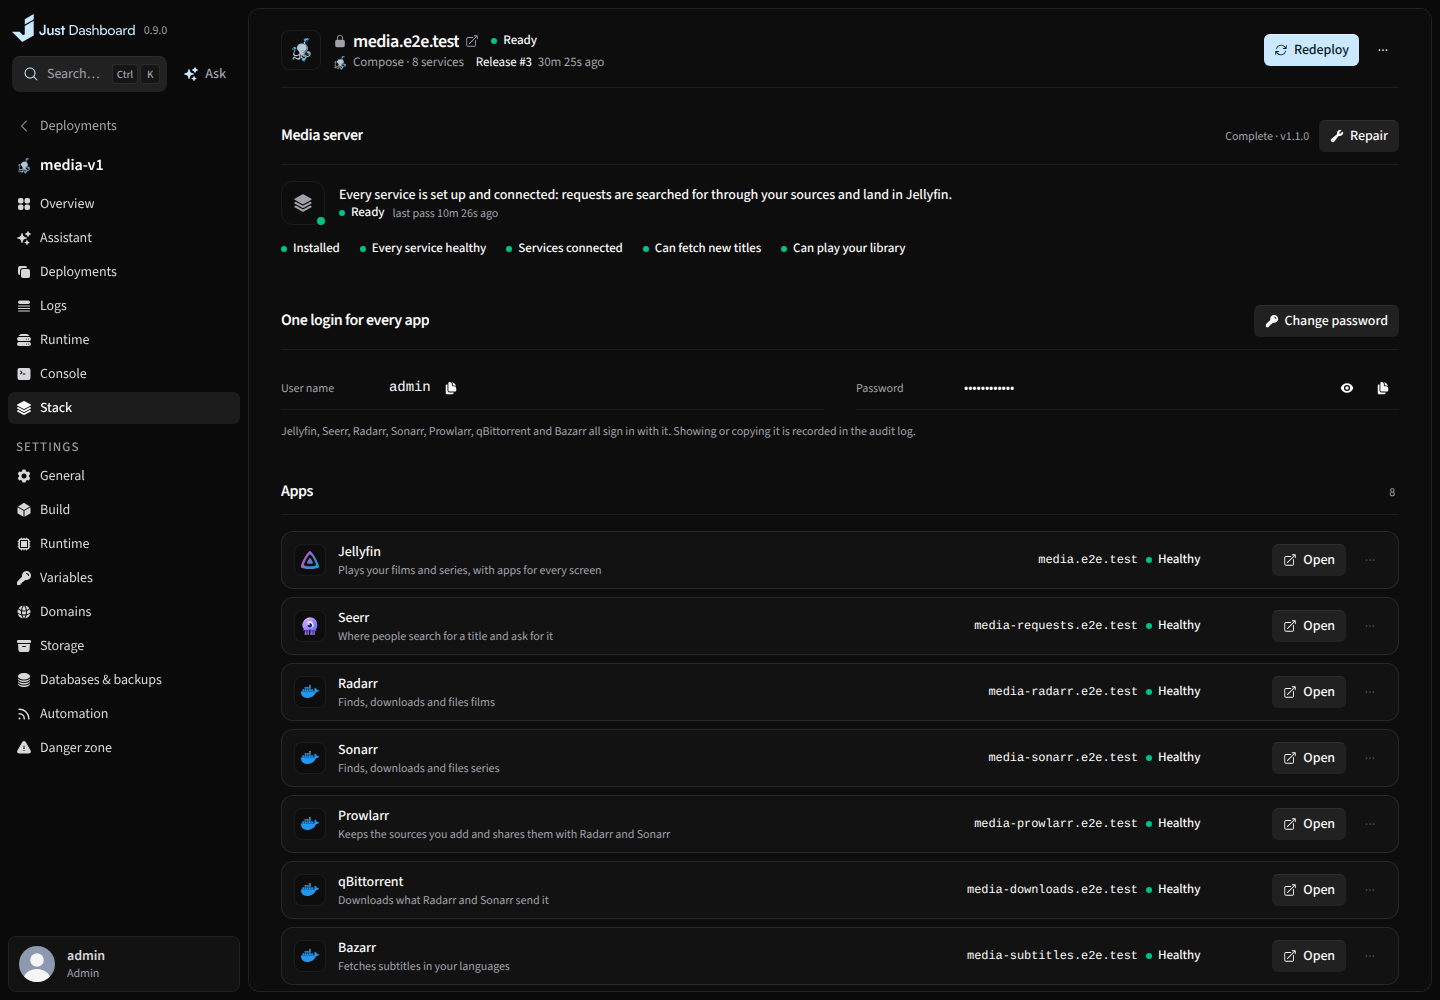 Just Dashboard 0.9.0
Search... Ctrl K
Ask
Deployments
media-v1
Overview
Assistant
Deployments
Logs
Runtime
Console
Stack
SETTINGS
General
Build
Runtime
Variables
Domains
Storage
Databases & backups
Automation
Danger zone
admin
Admin
media.e2e.test Ready
Compose · 8 services Release #3 30m 25s ago
Redeploy
Media server
Complete · v1.1.0
Repair
Every service is set up and connected: requests are searched for through your sources and land in Jellyfin.
Ready last pass 10m 26s ago
Installed Every service healthy Services connected Can fetch new titles Can play your library
One login for every app
Change password
User name admin
Password ••••••••••••
Jellyfin, Seerr, Radarr, Sonarr, Prowlarr, qBittorrent and Bazarr all sign in with it. Showing or copying it is recorded in the audit log.
Apps 8
Jellyfin
Plays your films and series, with apps for every screen
media.e2e.test Healthy Open
Seerr
Where people search for a title and ask for it
media-requests.e2e.test Healthy Open
Radarr
Finds, downloads and files films
media-radarr.e2e.test Healthy Open
Sonarr
Finds, downloads and files series
media-sonarr.e2e.test Healthy Open
Prowlarr
Keeps the sources you add and shares them with Radarr and Sonarr
media-prowlarr.e2e.test Healthy Open
qBittorrent
Downloads what Radarr and Sonarr send it
media-downloads.e2e.test Healthy Open
Bazarr
Fetches subtitles in your languages
media-subtitles.e2e.test Healthy Open